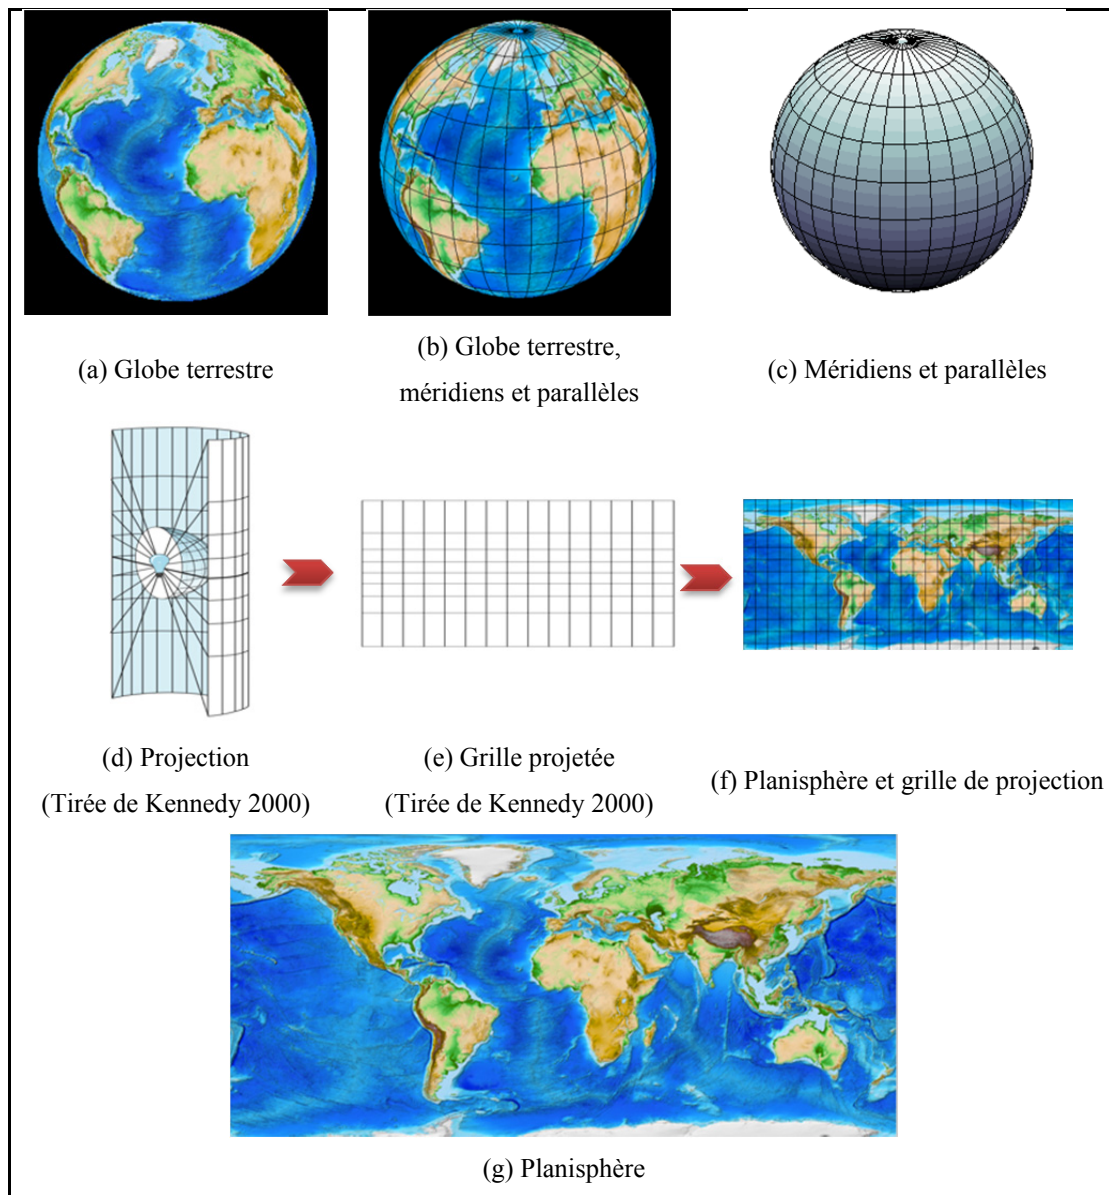 (a) Globe terrestre
(b) Globe terrestre,
méridiens et parallèles
(c) Méridiens et parallèles
(d) Projection
(Tirée de Kennedy 2000)
(e) Grille projetée
(Tirée de Kennedy 2000)
(f) Planisphère et grille de projection
(g) Planisphère